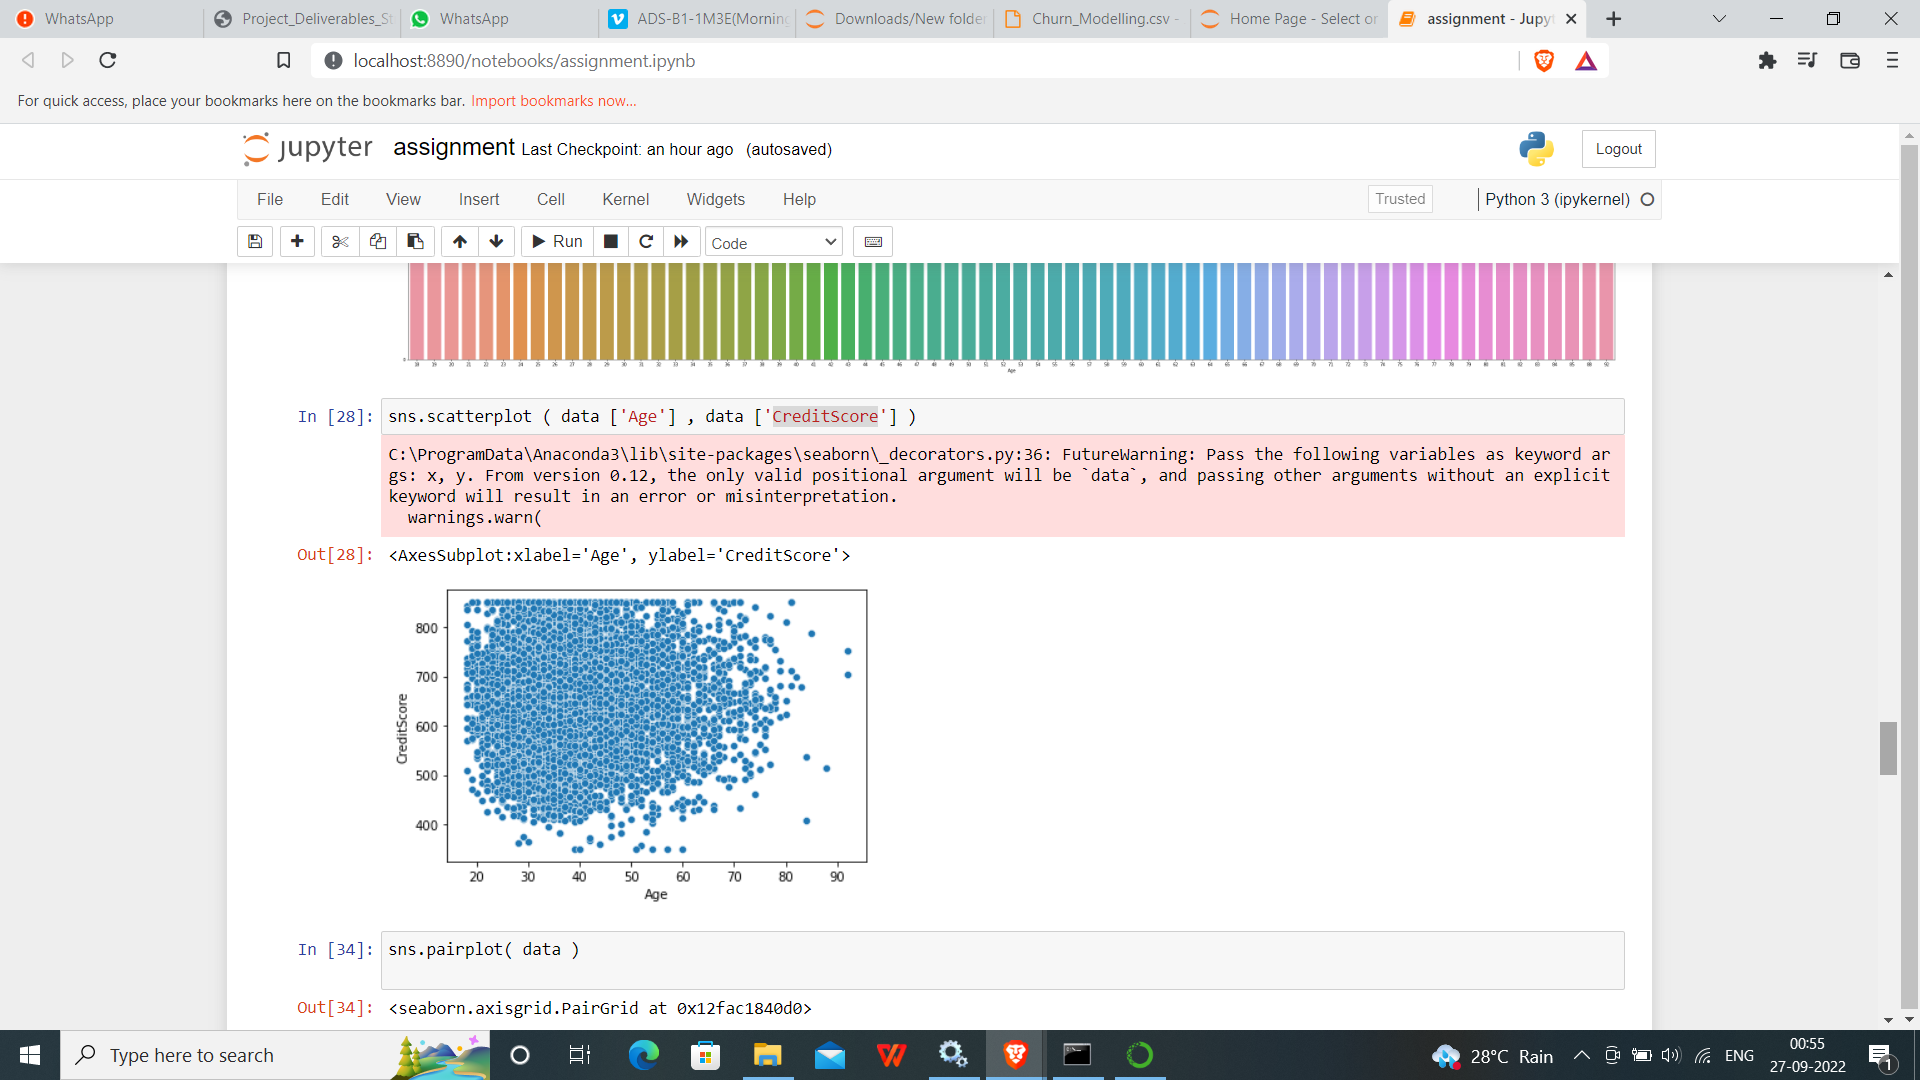 WhatsApp
Project_Deliverables_St
WhatsApp
ADS-B1-1M3E(Morning
Downloads/New folder
Churn_Modelling.csv -
Home Page - Select or
assignment - Jupyt
localhost:8890/notebooks/assignment.ipynb
For quick access, place your bookmarks here on the bookmarks bar. Import bookmarks now...
jupyter assignment Last Checkpoint: an hour ago (autosaved)
Logout
File Edit View Insert Cell Kernel Widgets Help
Trusted
Python 3 (ipykernel)
Run
Code
Age
In [28]: sns.scatterplot ( data ['Age'] , data ['CreditScore'] )
C:\ProgramData\Anaconda3\lib\site-packages\seaborn\_decorators.py:36: FutureWarning: Pass the following variables as keyword ar
gs: x, y. From version 0.12, the only valid positional argument will be `data`, and passing other arguments without an explicit
keyword will result in an error or misinterpretation.
warnings.warn(
Out[28]: <AxesSubplot:xlabel='Age', ylabel='CreditScore'>
800
700
600
500
400
CreditScore
20 30 40 50 60 70 80 90
Age
In [34]: sns.pairplot( data )
Out[34]: <seaborn.axisgrid.PairGrid at 0x12fac1840d0>
Type here to search
28°C Rain
ENG
00:55
27-09-2022
1